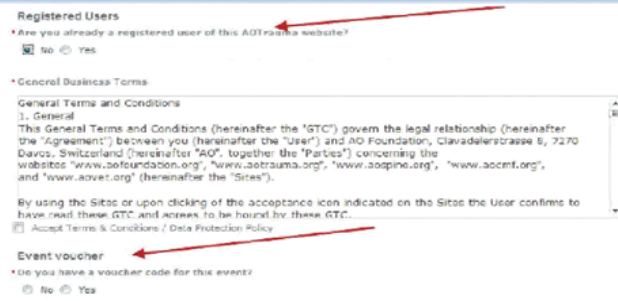 Registered Users
* Are you already a registered user of this AOTrauma website?
No Yes
* General Business Terms
General Terms and Conditions
1. General
This General Terms and Conditions (hereinafter the "GTC") govern the legal relationship (hereinafter
the "Agreement") between you (hereinafter the "User") and AO Foundation, Clavadelerstrasse 8, 7270
Davos, Switzerland (hereinafter "AO", together the "Parties") concerning the
websites "www.aofoundation.org", "www.aotrauma.org", "www.aospine.org", "www.aocmf.org",
and "www.aovet.org" (hereinafter the "Sites").
By using the Sites or upon clicking of the acceptance icon indicated on the Sites the User confirms to
have read these GTC and agrees to be bound by these GTC.
Accept Terms & Conditions / Data Protection Policy
Event voucher
* Do you have a voucher code for this event?
No Yes